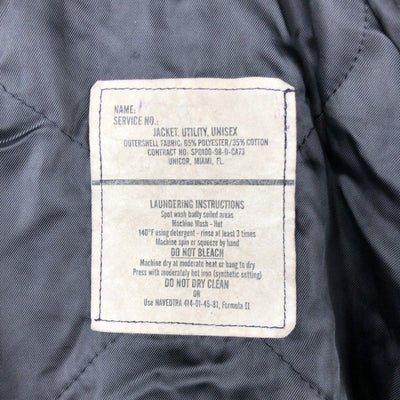 NAME:
SERVICE NO.:
JACKET, UTILITY, UNISEX
OUTERSHELL FABRIC: 65% POLYESTER/35% COTTON
CONTRACT NO: SPO100-98-D-CA73
UNICOR, MIAMI, FL.
LAUNDERING INSTRUCTIONS
Spot wash badly soiled areas
Machine Wash - Hot
140°F using detergent - rinse at least 3 times
Machine spin or squeeze by hand
DO NOT BLEACH
Machine dry at moderate heat or hang to dry
Press with moderately hot iron (synthetic setting)
DO NOT DRY CLEAN
OR
Use NAVEDTRA 414-01-45-81, Formula II